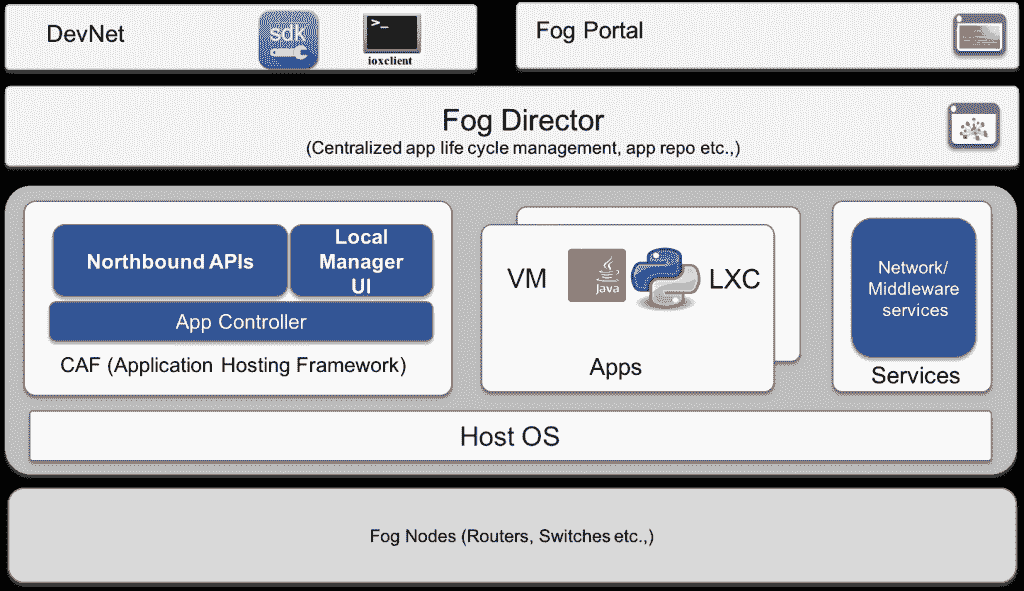 DevNet
sdk
>_
ioxclient
Fog Portal
Fog Director
(Centralized app life cycle management, app repo etc.,)
Northbound APIs
Local
Manager
UI
App Controller
CAF (Application Hosting Framework)
VM
Java
LXC
Apps
Network/
Middleware
services
Services
Host OS
Fog Nodes (Routers, Switches etc.,)